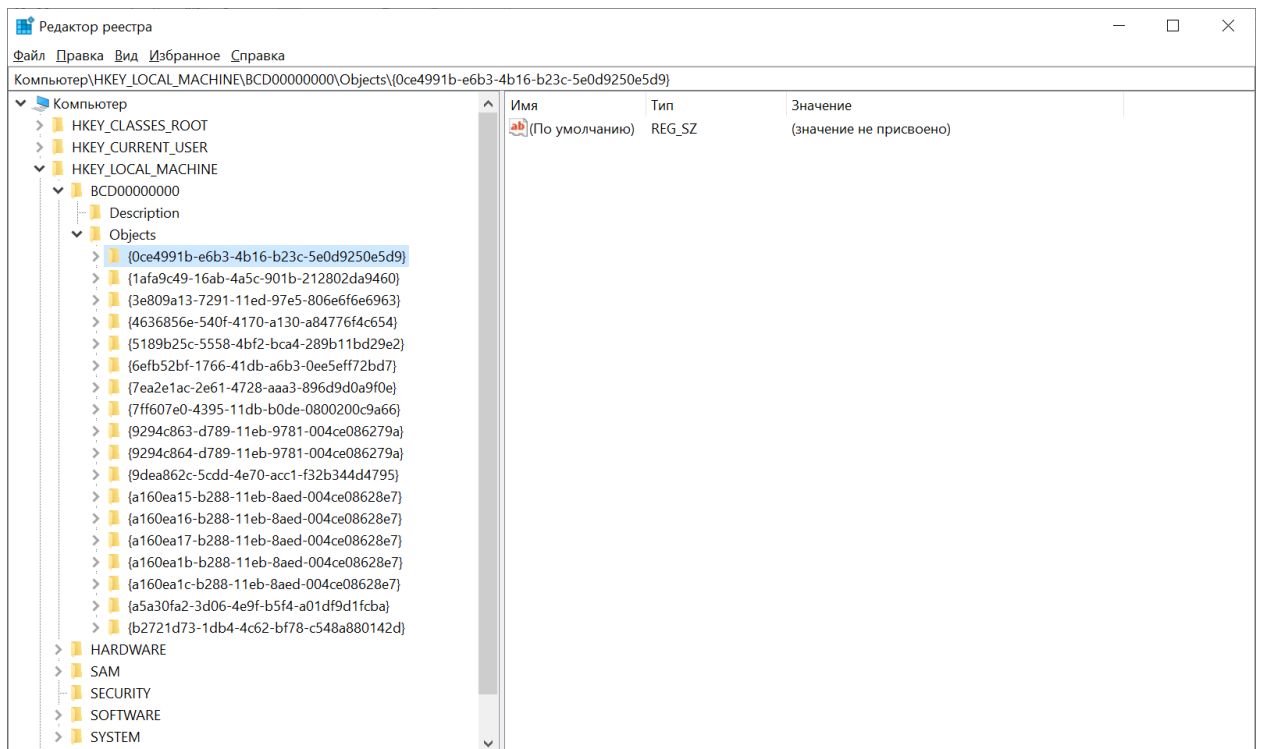 Редактор реестра
Файл Правка Вид Избранное Справка
Компьютер\HKEY_LOCAL_MACHINE\BCD00000000\Objects\{0ce4991b-e6b3-4b16-b23c-5e0d9250e5d9}
Компьютер
HKEY_CLASSES_ROOT
HKEY_CURRENT_USER
HKEY_LOCAL_MACHINE
BCD00000000
Description
Objects
{0ce4991b-e6b3-4b16-b23c-5e0d9250e5d9}
{1afa9c49-16ab-4a5c-901b-212802da9460}
{3e809a13-7291-11ed-97e5-806e6f6e6963}
{4636856e-540f-4170-a130-a84776f4c654}
{5189b25c-5558-4bf2-bca4-289b11bd29e2}
{6efb52bf-1766-41db-a6b3-0ee5eff72bd7}
{7ea2e1ac-2e61-4728-aaa3-896d9d0a9f0e}
{7ff607e0-4395-11db-b0de-0800200c9a66}
{9294c863-d789-11eb-9781-004ce086279a}
{9294c864-d789-11eb-9781-004ce086279a}
{9dea862c-5cdd-4e70-acc1-f32b344d4795}
{a160ea15-b288-11eb-8aed-004ce08628e7}
{a160ea16-b288-11eb-8aed-004ce08628e7}
{a160ea17-b288-11eb-8aed-004ce08628e7}
{a160ea1b-b288-11eb-8aed-004ce08628e7}
{a160ea1c-b288-11eb-8aed-004ce08628e7}
{a5a30fa2-3d06-4e9f-b5f4-a01df9d1fcba}
{b2721d73-1db4-4c62-bf78-c548a880142d}
HARDWARE
SAM
SECURITY
SOFTWARE
SYSTEM
Имя Тип Значение
ab (По умолчанию) REG_SZ (значение не присвоено)